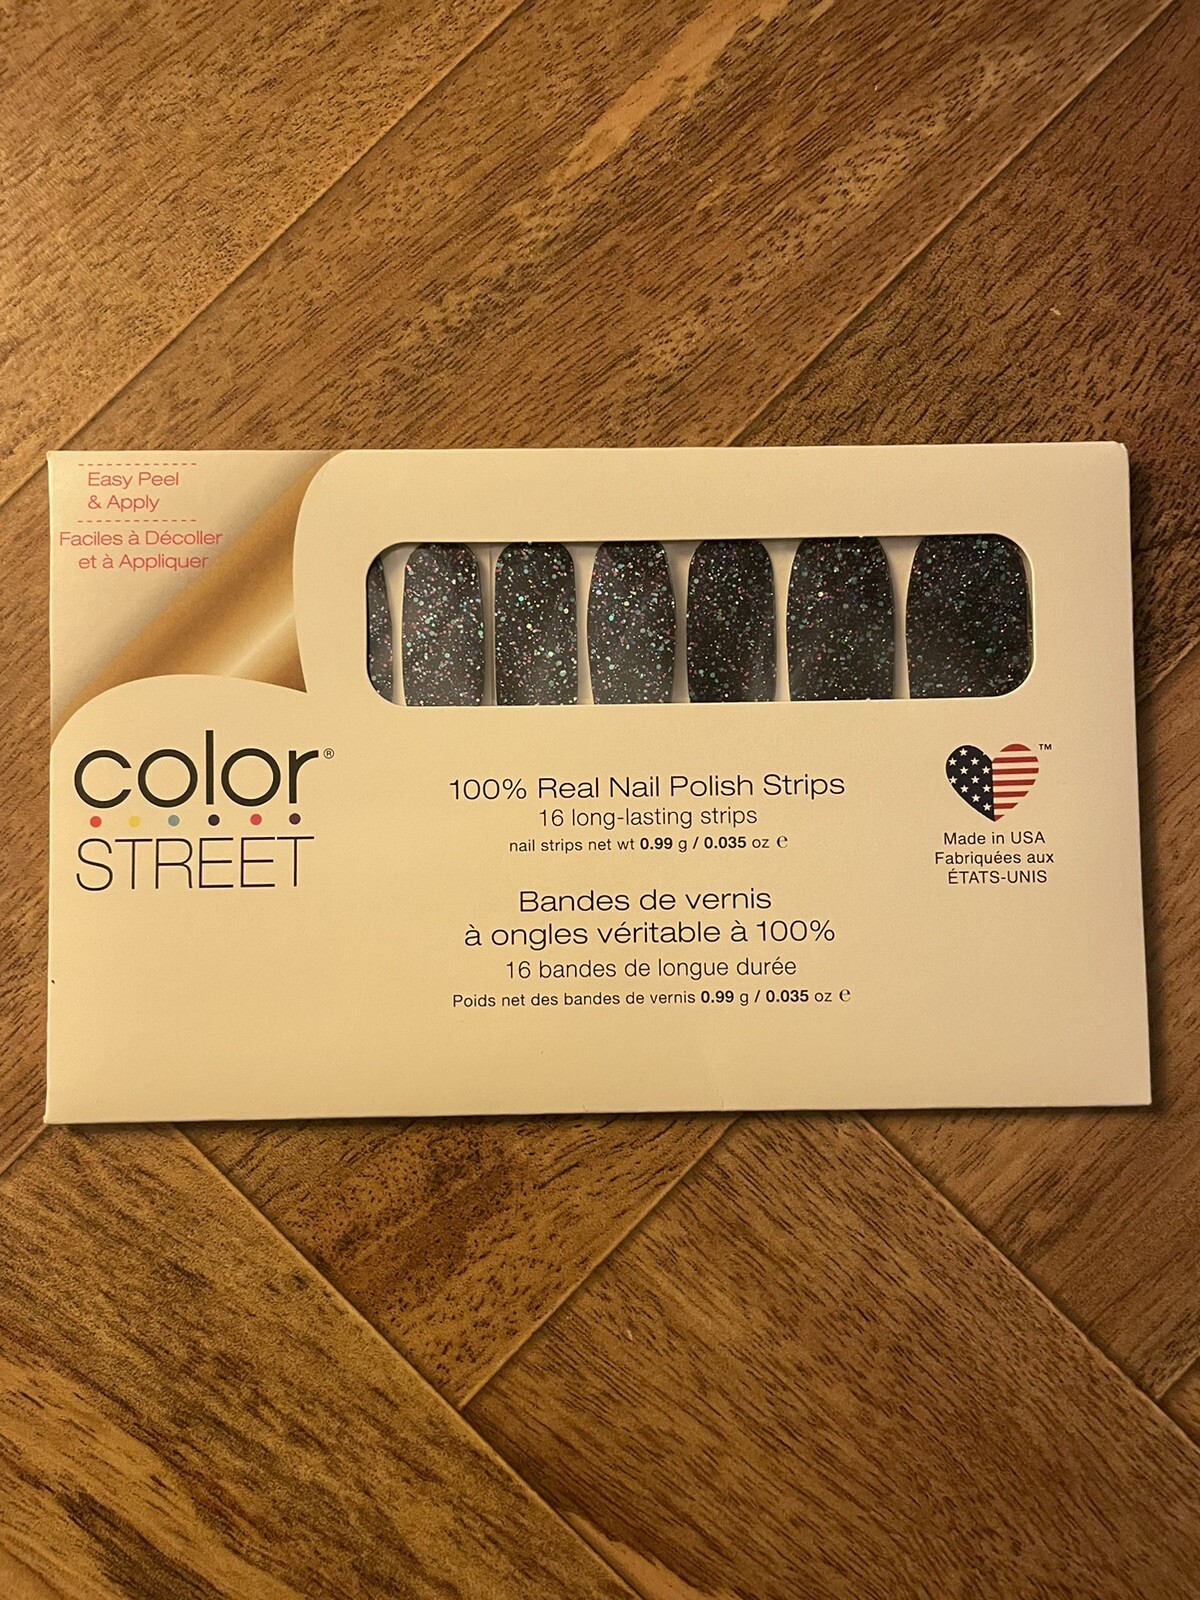 Easy Peel
& Apply
Faciles à Décoller
et à Appliquer
color®
STREET
100% Real Nail Polish Strips
16 long-lasting strips
nail strips net wt 0.99 g / 0.035 oz ℮
Bandes de vernis
à ongles véritable à 100%
16 bandes de longue durée
Poids net des bandes de vernis 0.99 g / 0.035 oz ℮
™
Made in USA
Fabriquées aux
ÉTATS-UNIS